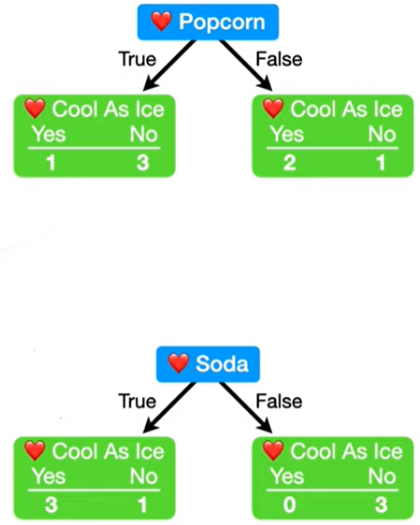 ❤️ Popcorn
True False
❤️ Cool As Ice ❤️ Cool As Ice
Yes No Yes No
1 3 2 1
❤️ Soda
True False
❤️ Cool As Ice ❤️ Cool As Ice
Yes No Yes No
3 1 0 3